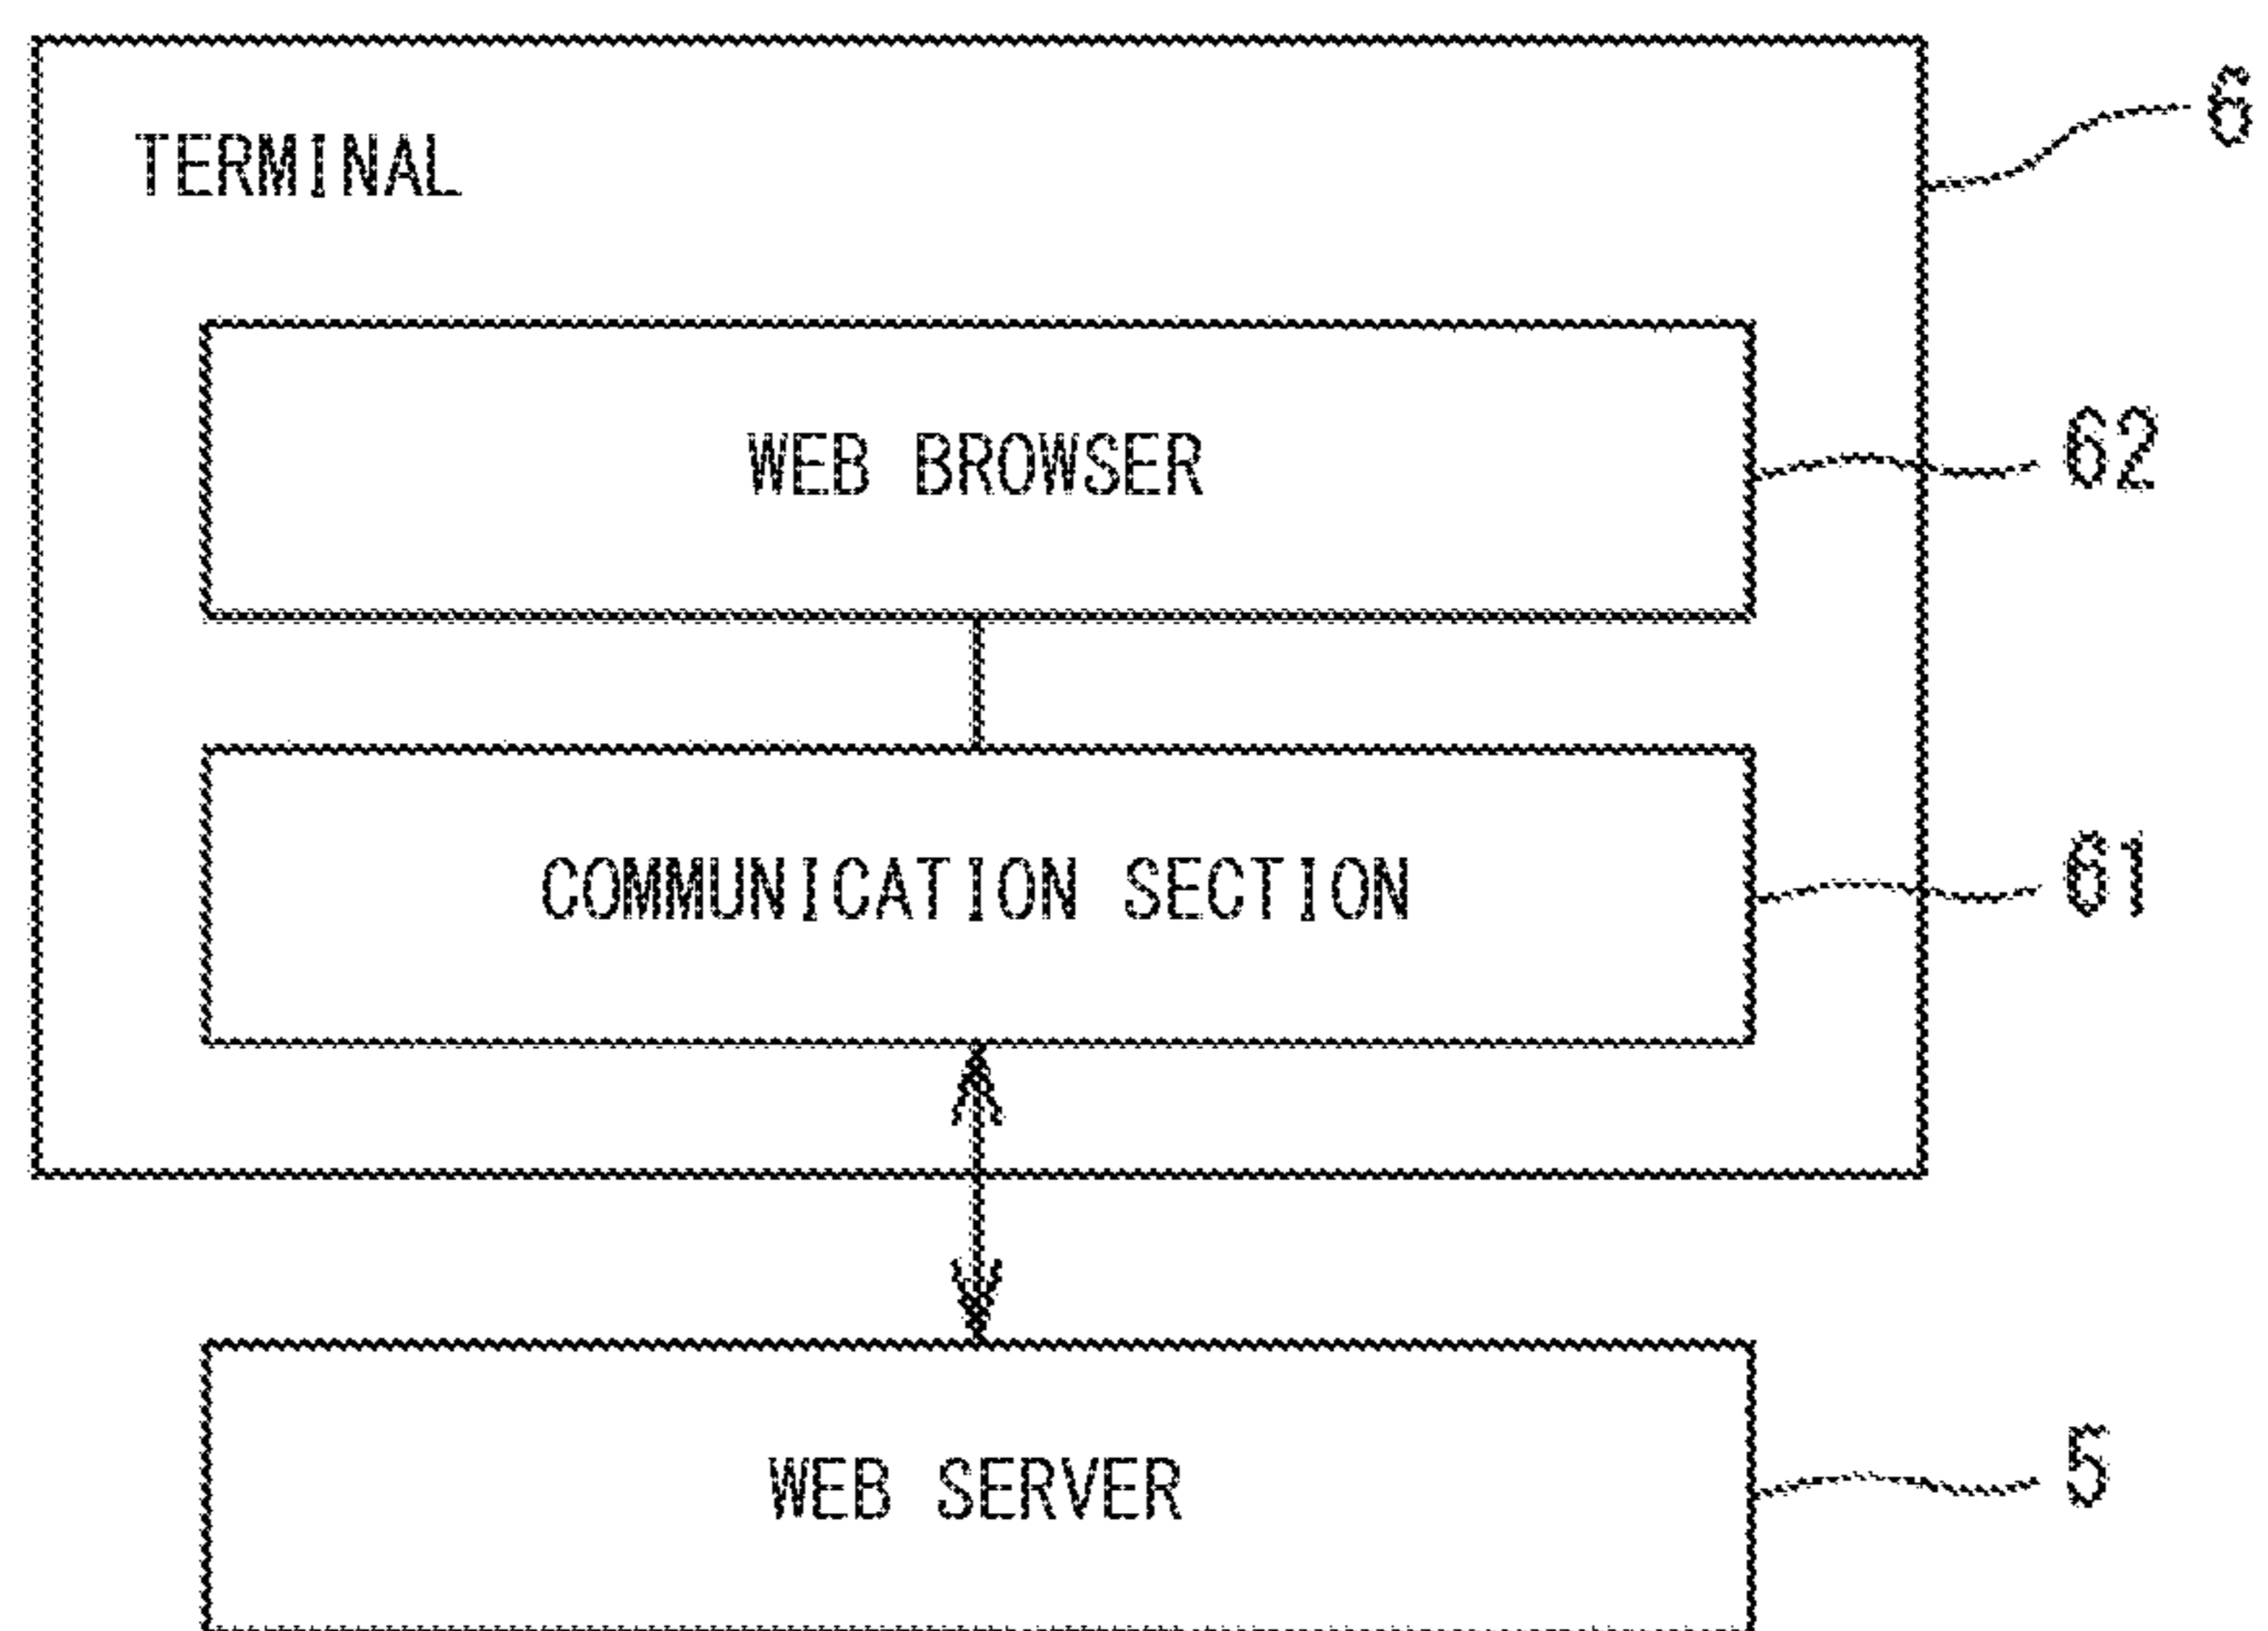 TERMINAL
6
WEB BROWSER
62
COMMUNICATION SECTION
61
WEB SERVER
5